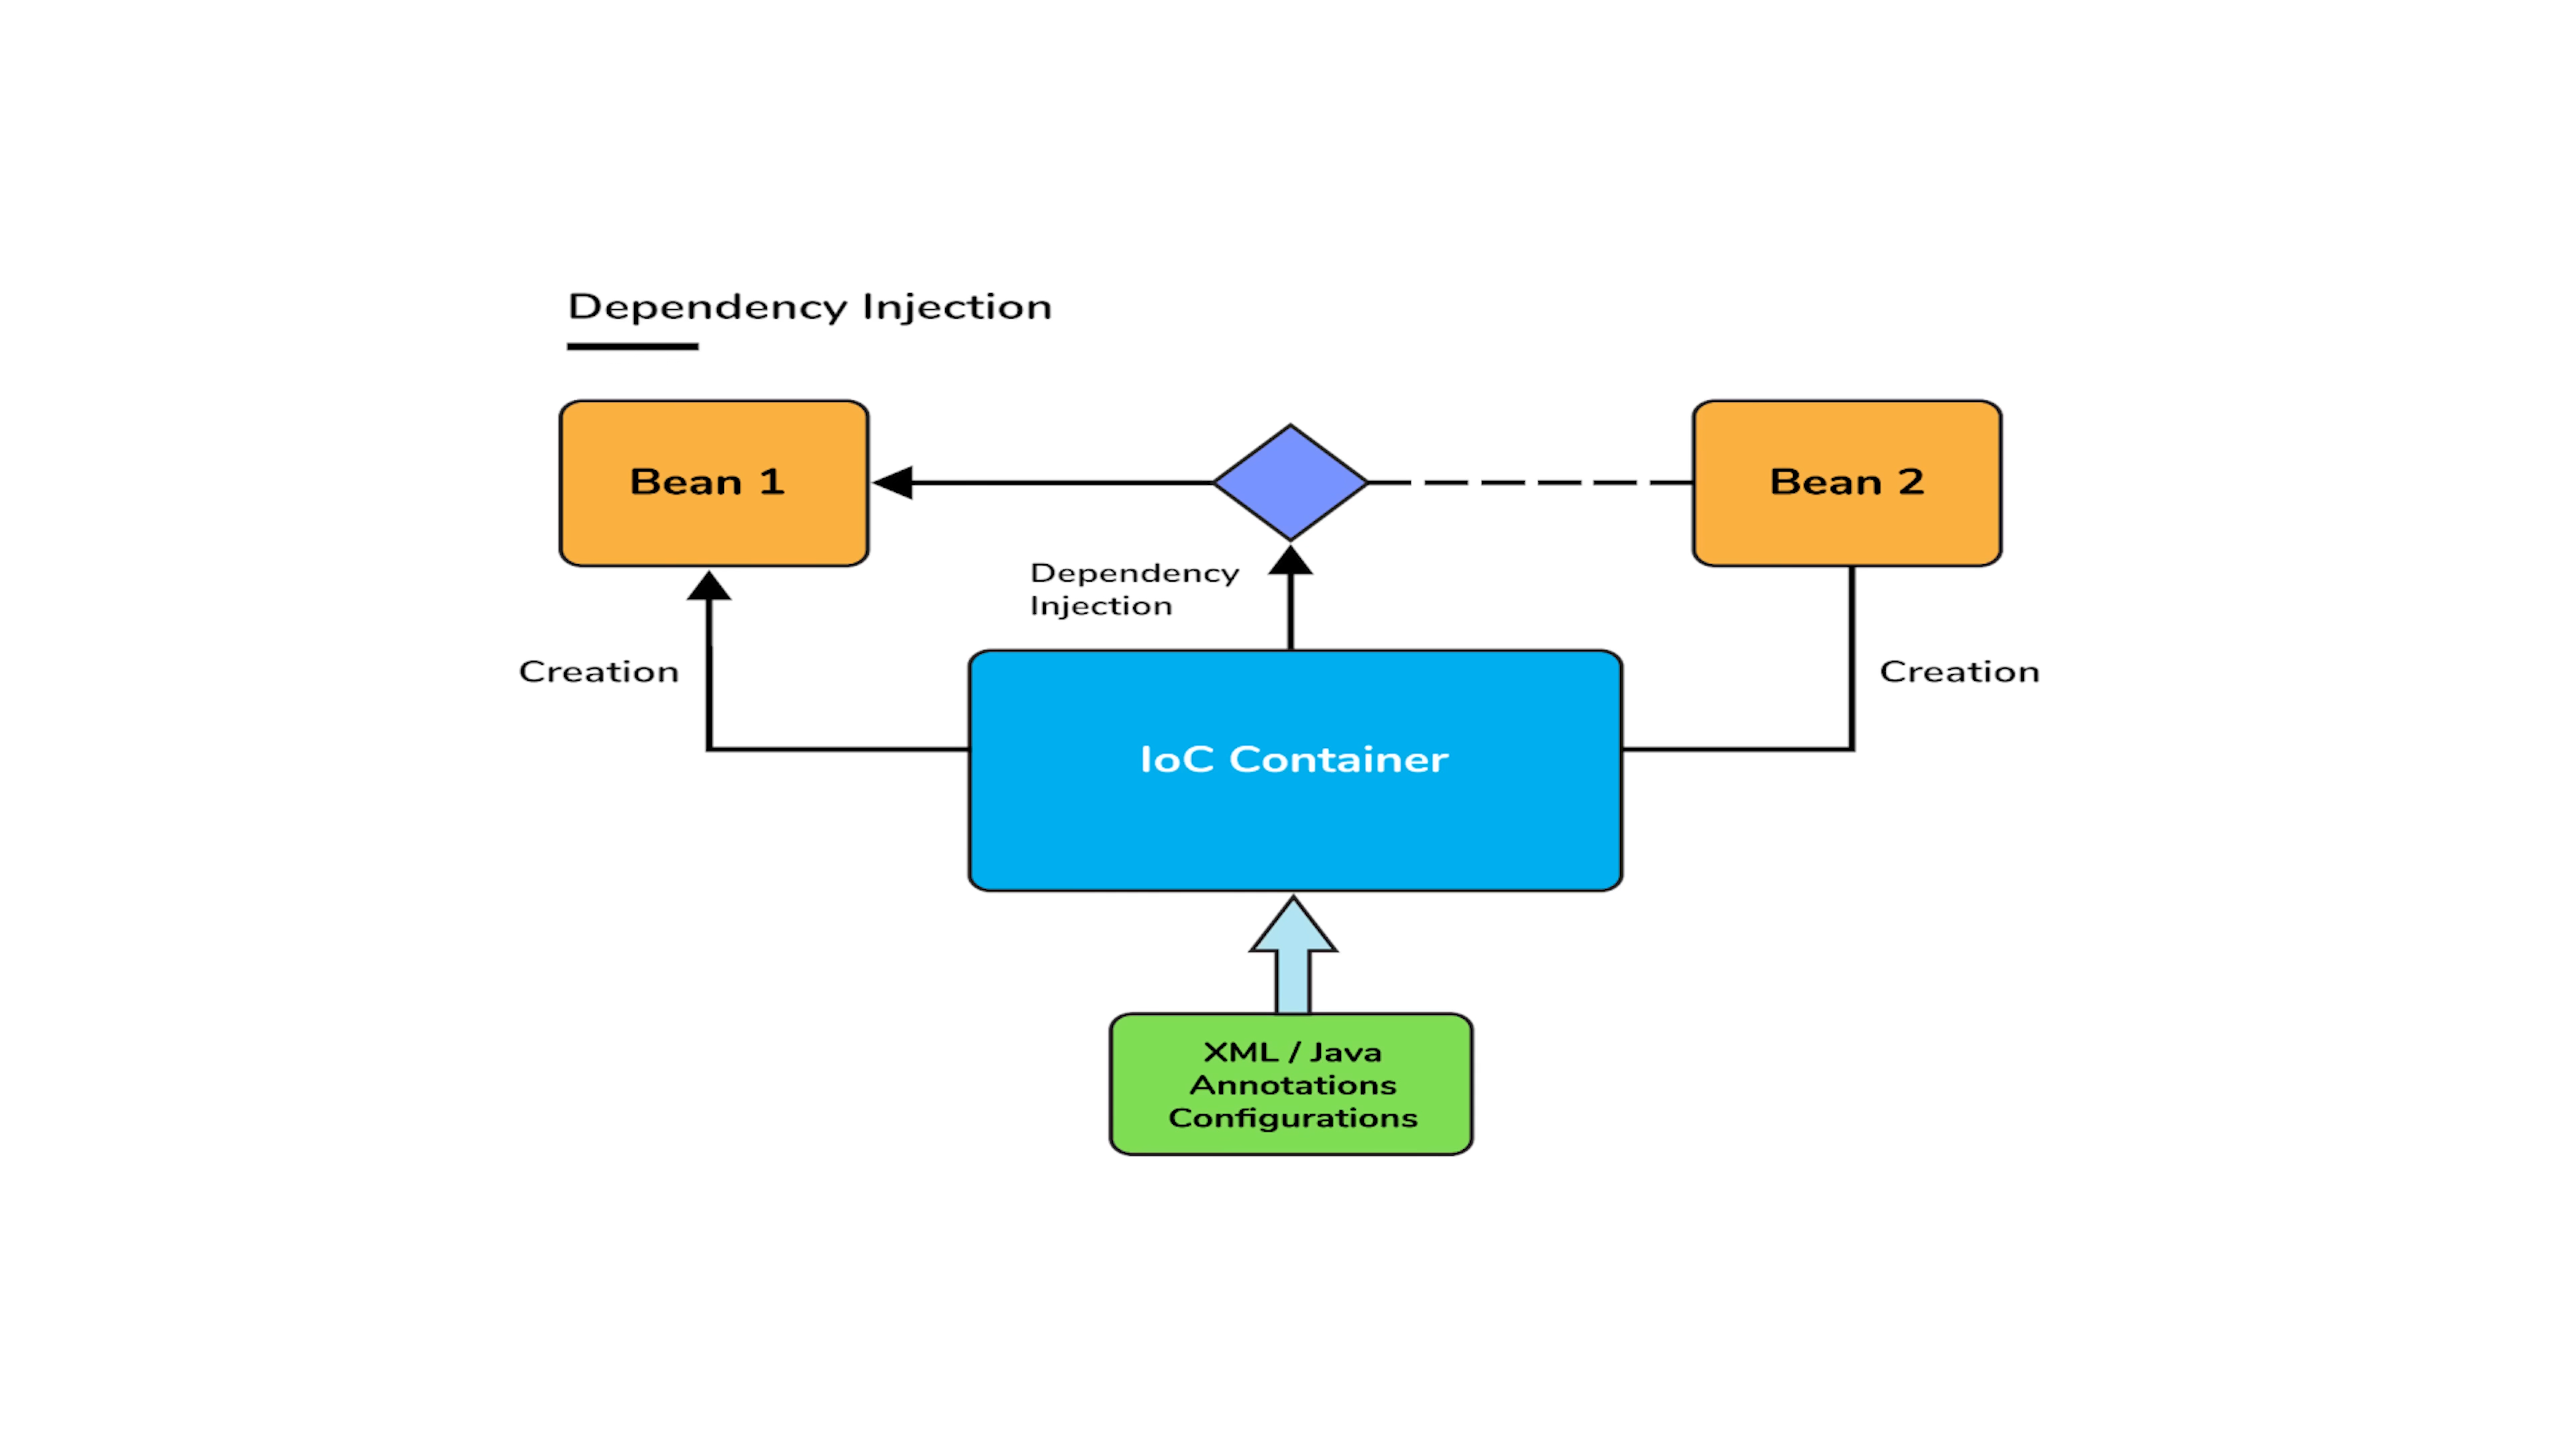 Dependency Injection
Bean 1
Bean 2
Dependency
Injection
Creation
Creation
IoC Container
XML / Java
Annotations
Configurations